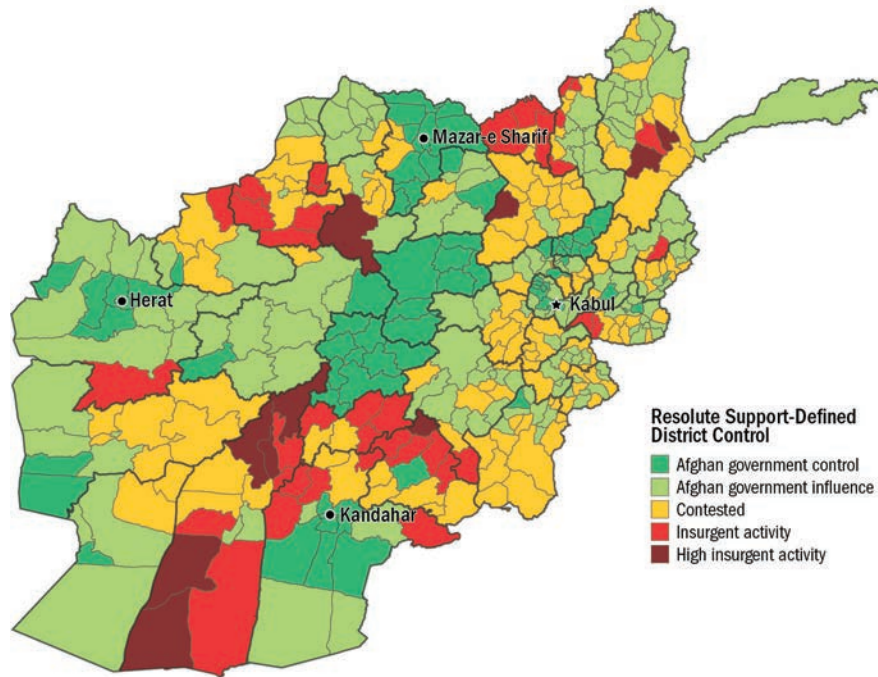 Mazar-e Sharif
Herat
Kabul
Kandahar
Resolute Support-Defined
District Control
Afghan government control
Afghan government influence
Contested
Insurgent activity
High insurgent activity